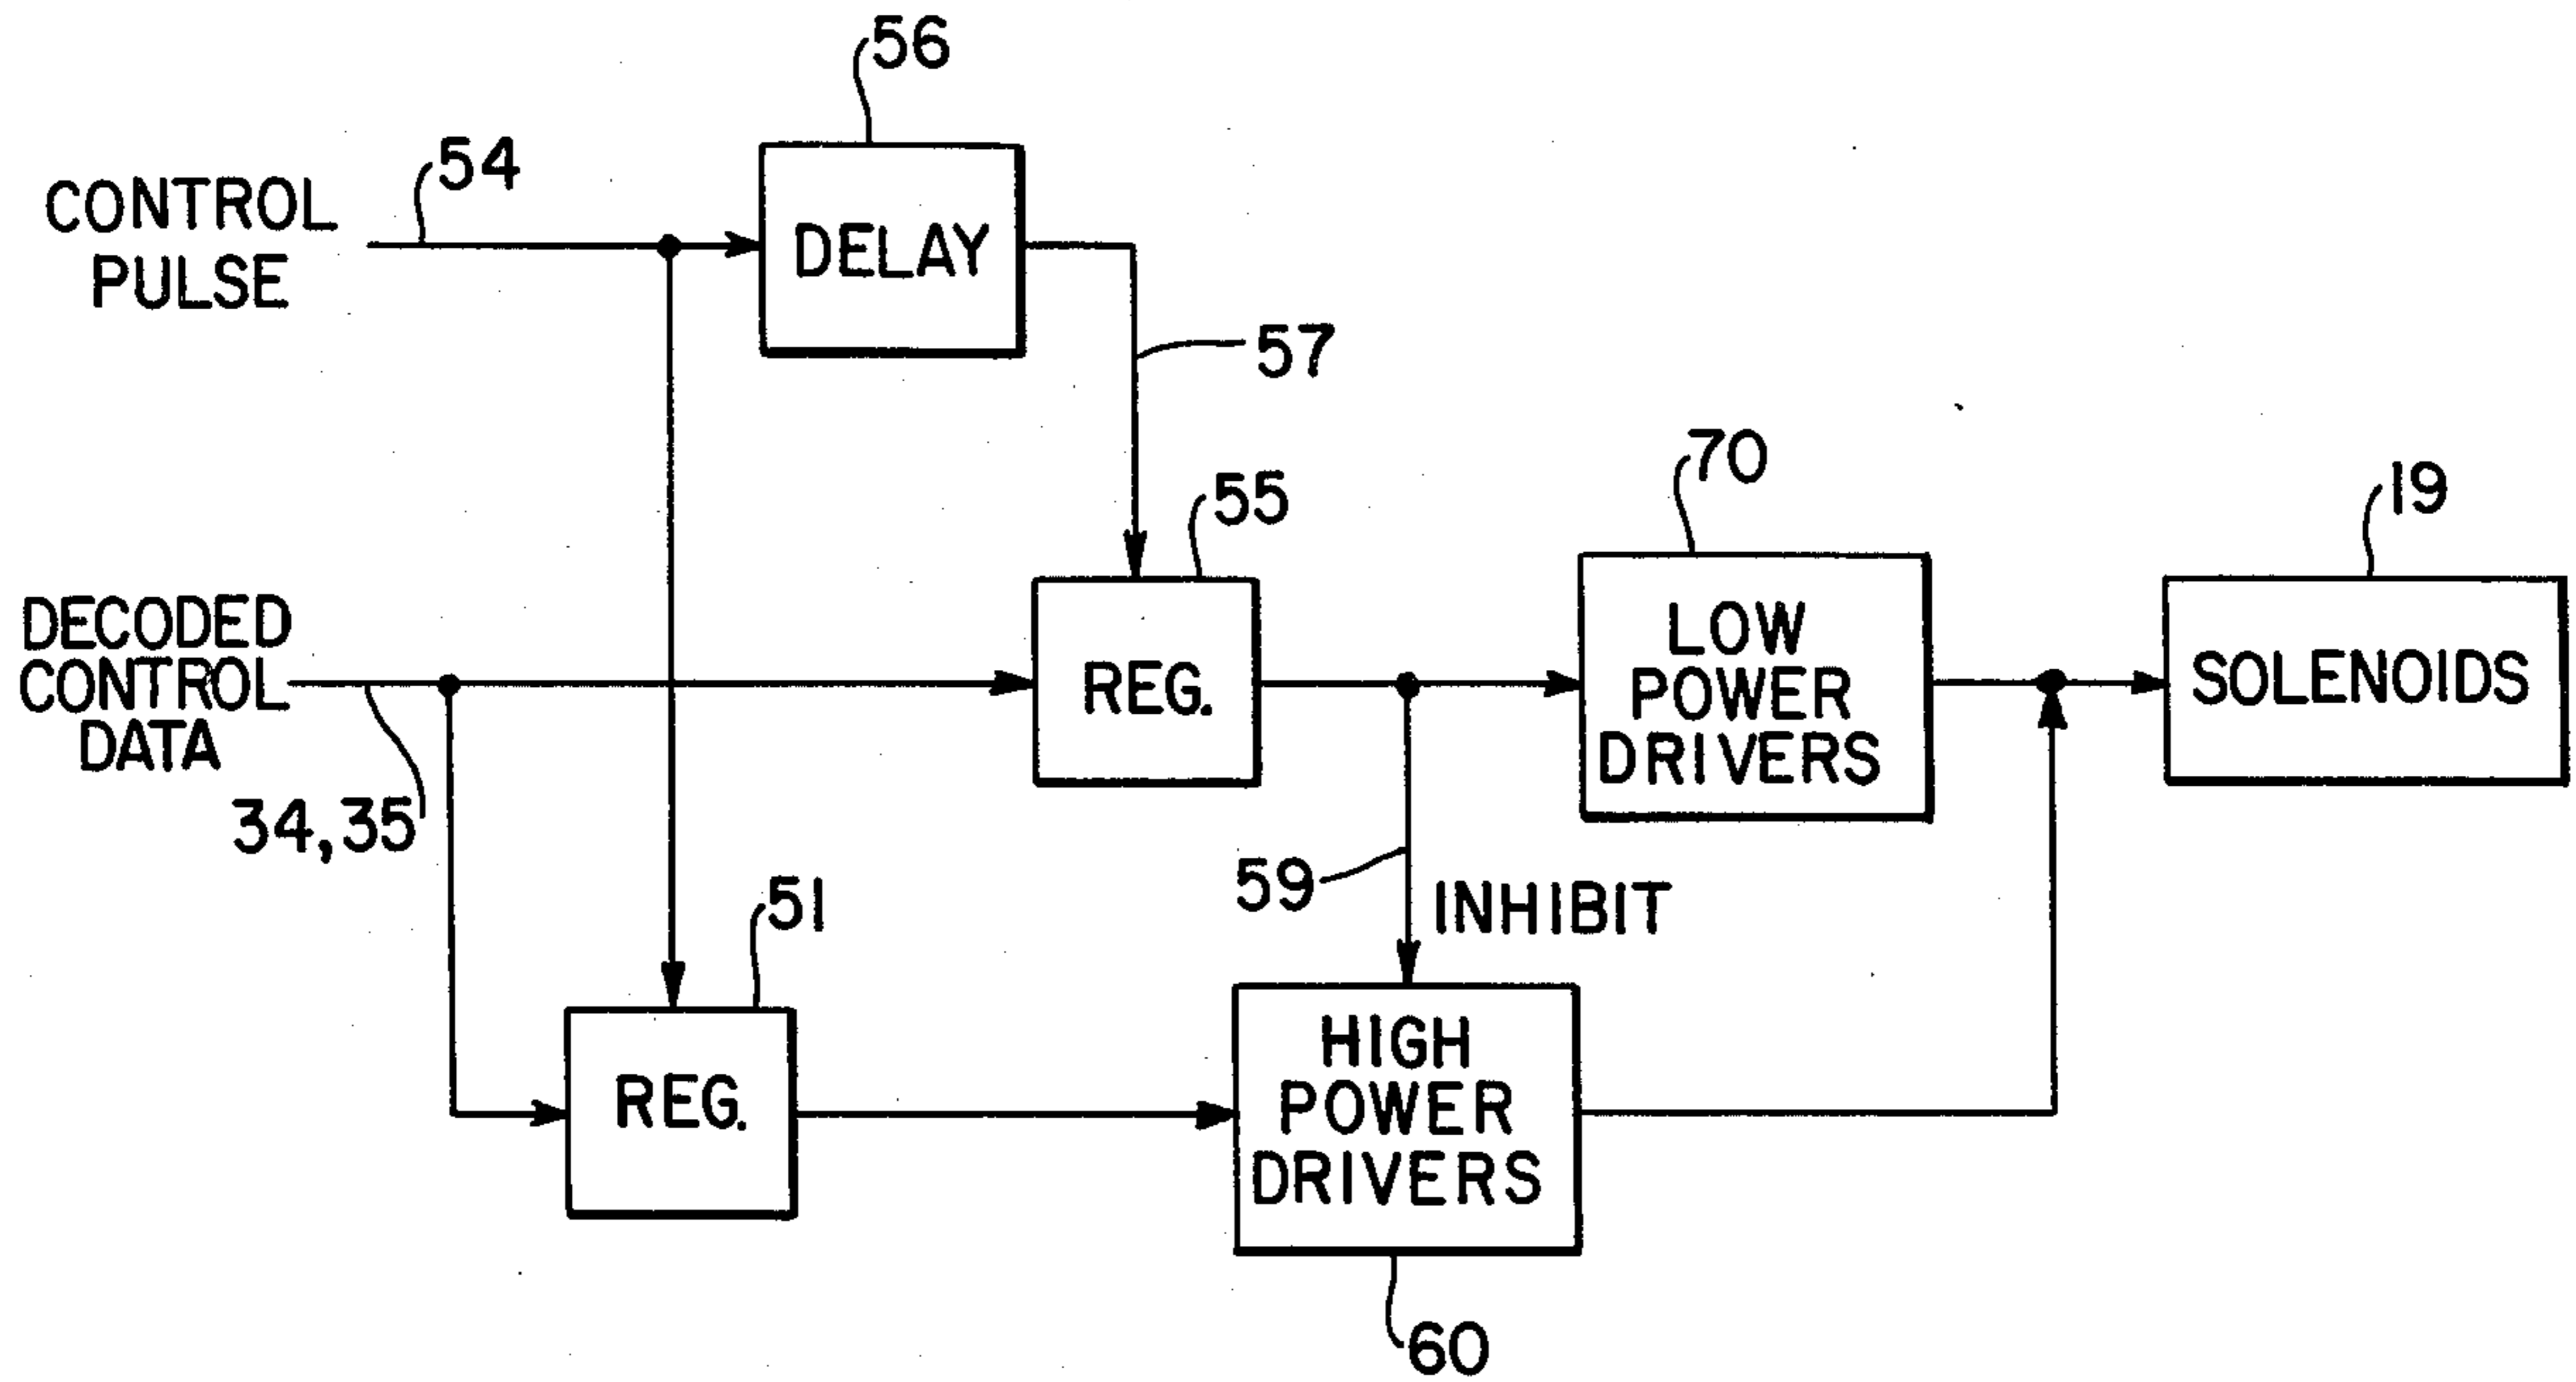 56
54
CONTROL
PULSE
DELAY
57
70
55
19
DECODED
CONTROL
DATA
REG.
LOW
POWER
DRIVERS
SOLENOIDS
34,35
51
59
INHIBIT
REG.
HIGH
POWER
DRIVERS
60